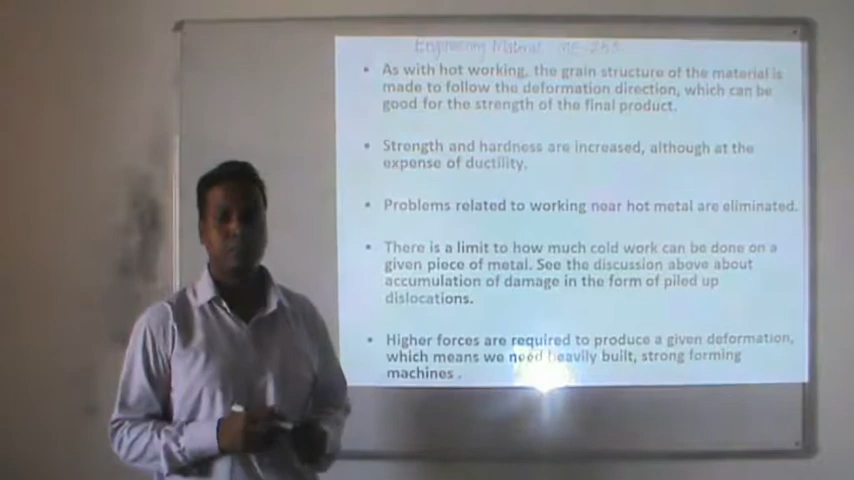 Engineering Material ME-255
• As with hot working, the grain structure of the material is
made to follow the deformation direction, which can be
good for the strength of the final product.
• Strength and hardness are increased, although at the
expense of ductility.
• Problems related to working near hot metal are eliminated.
• There is a limit to how much cold work can be done on a
given piece of metal. See the discussion above about
accumulation of damage in the form of piled up
dislocations.
• Higher forces are required to produce a given deformation,
which means we need heavily built, strong forming
machines .